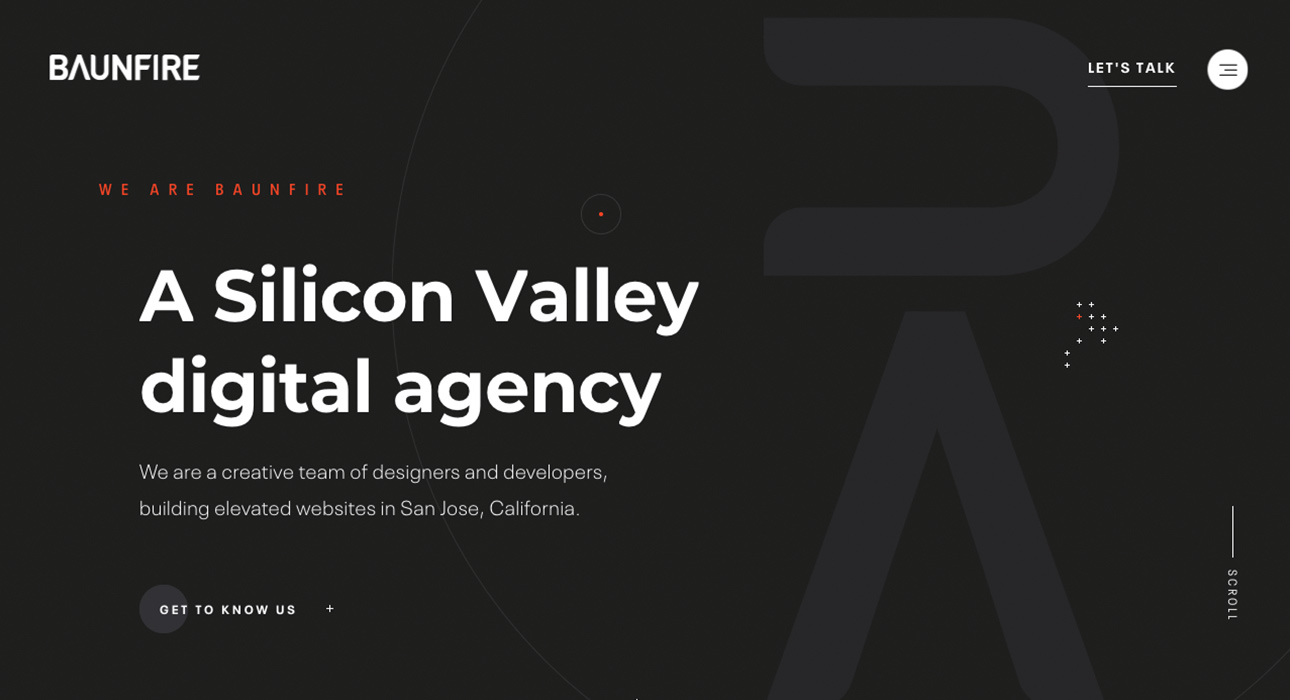 BAUNFIRE
LET'S TALK
WE ARE BAUNFIRE
A Silicon Valley
digital agency
We are a creative team of designers and developers,
building elevated websites in San Jose, California.
GET TO KNOW US +
SCROLL